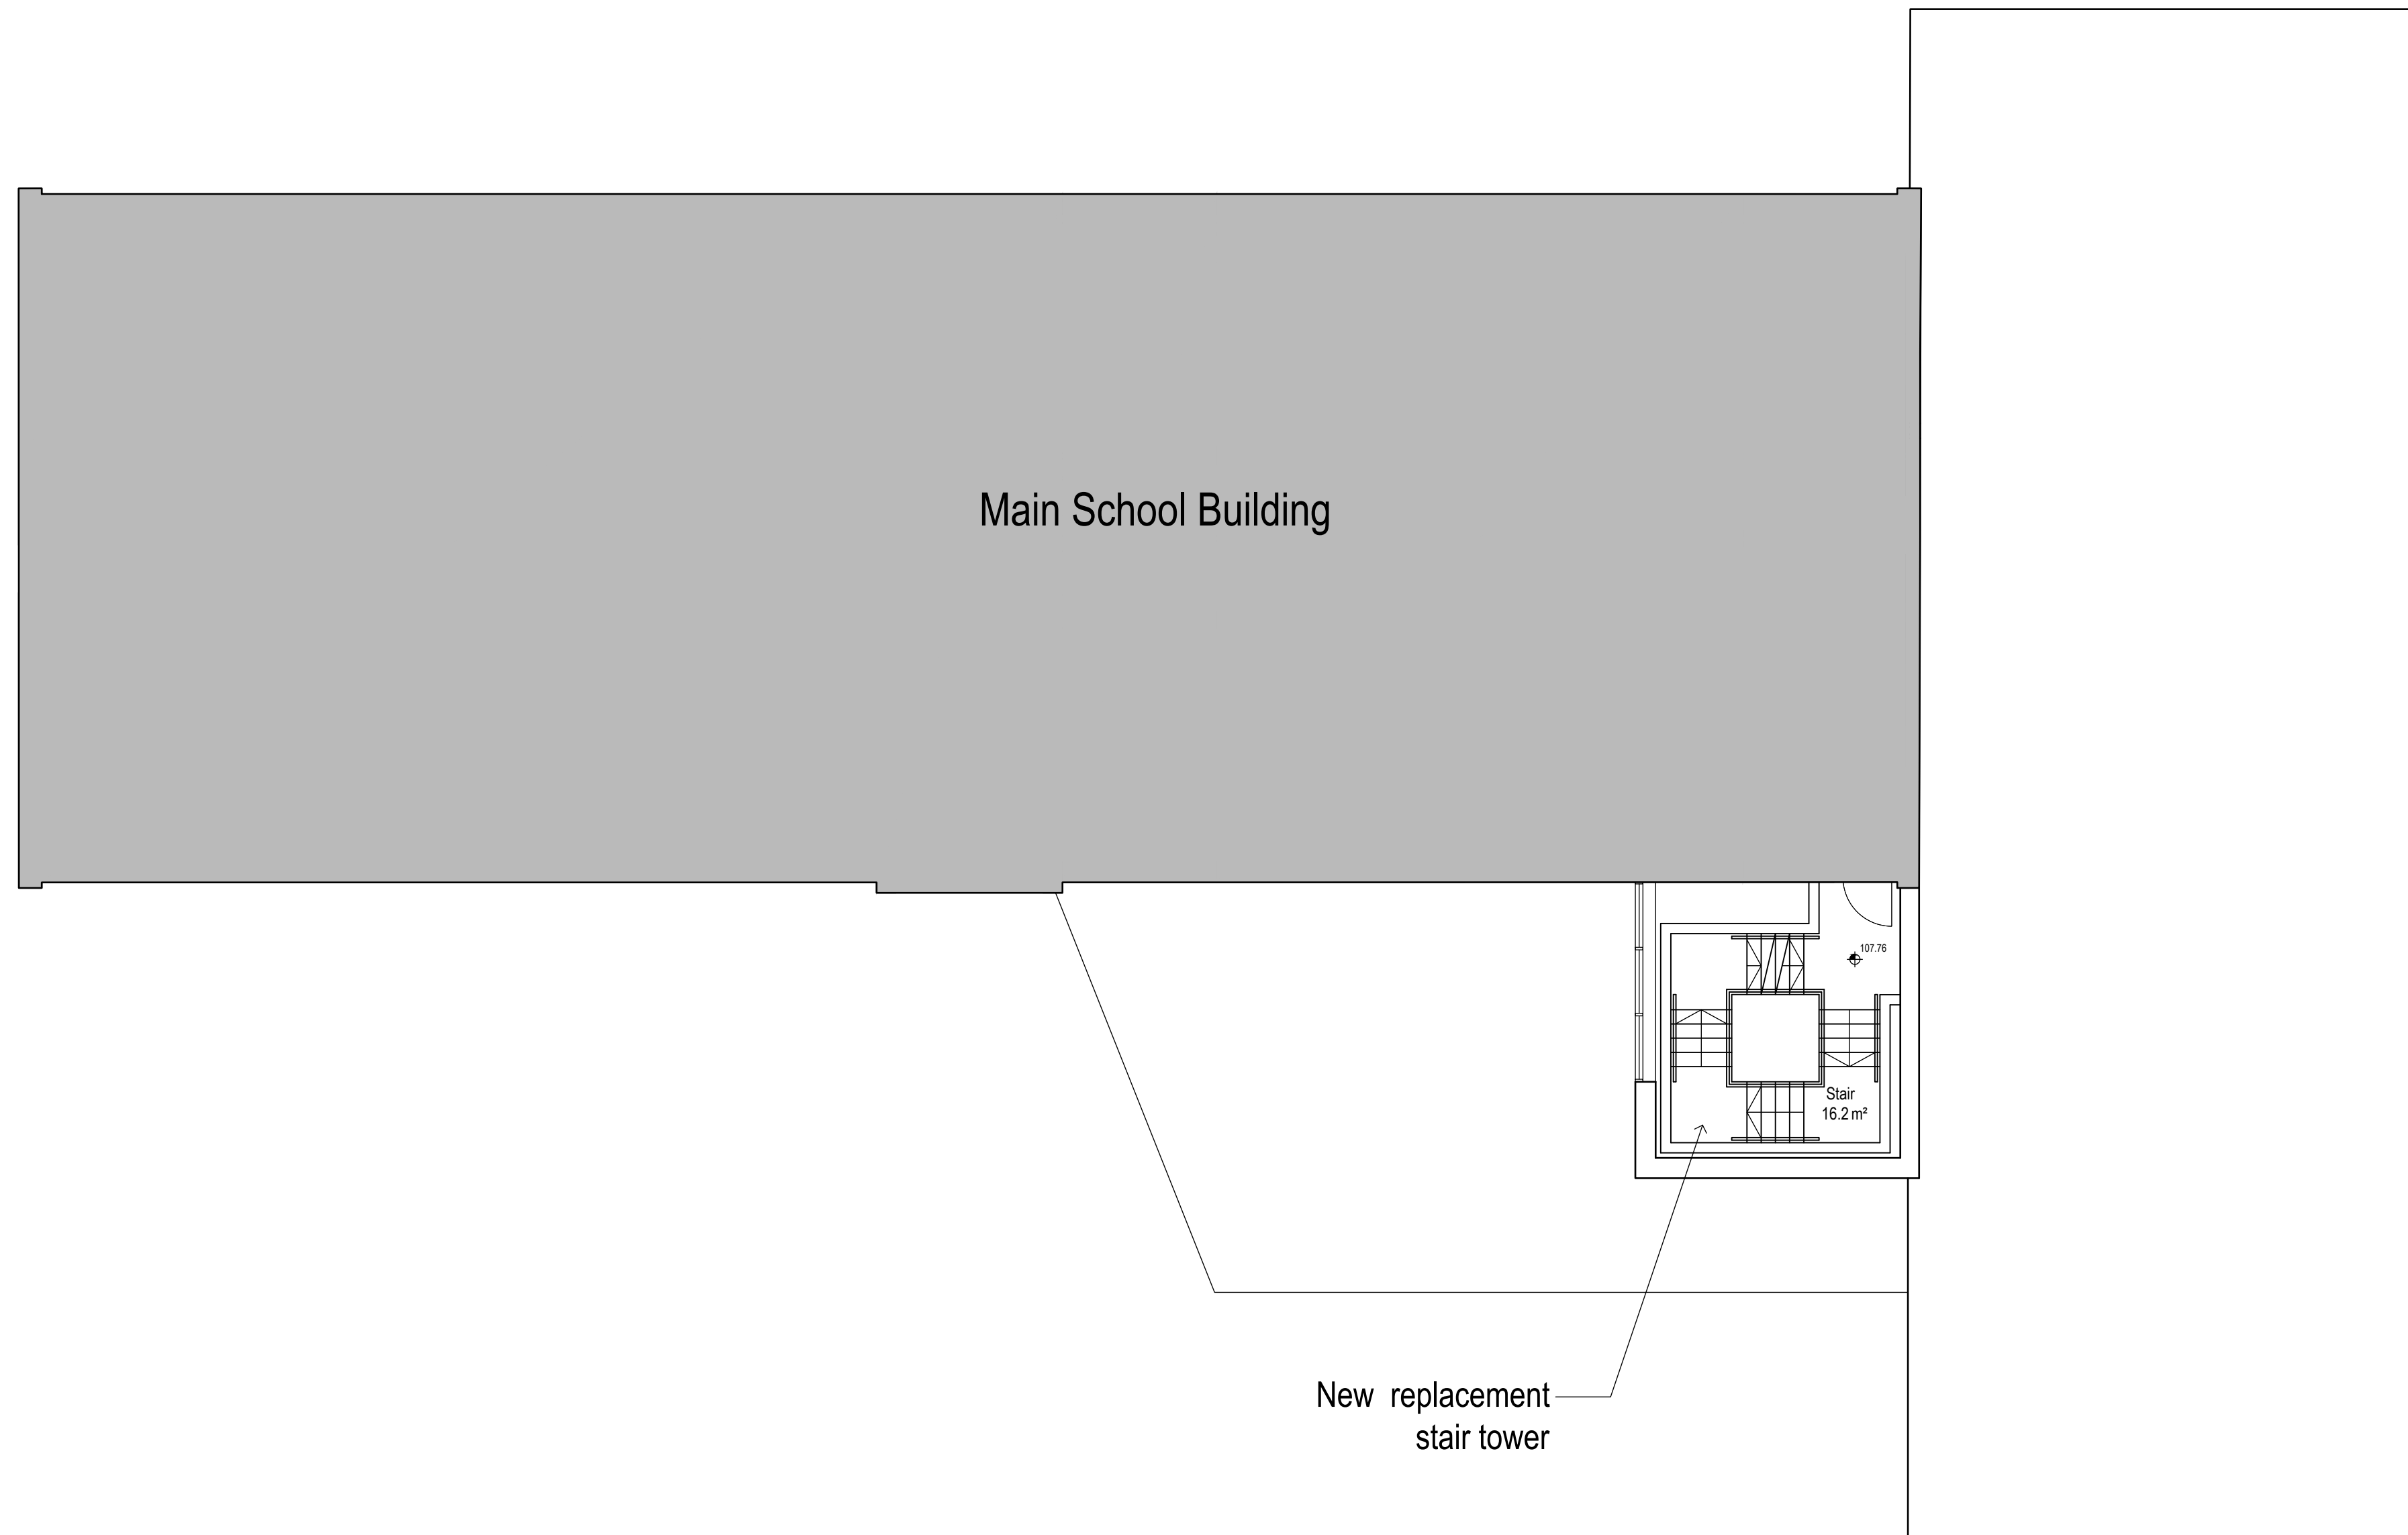 Main School Building
107.76
Stair
16.2 m²
New replacement
stair tower